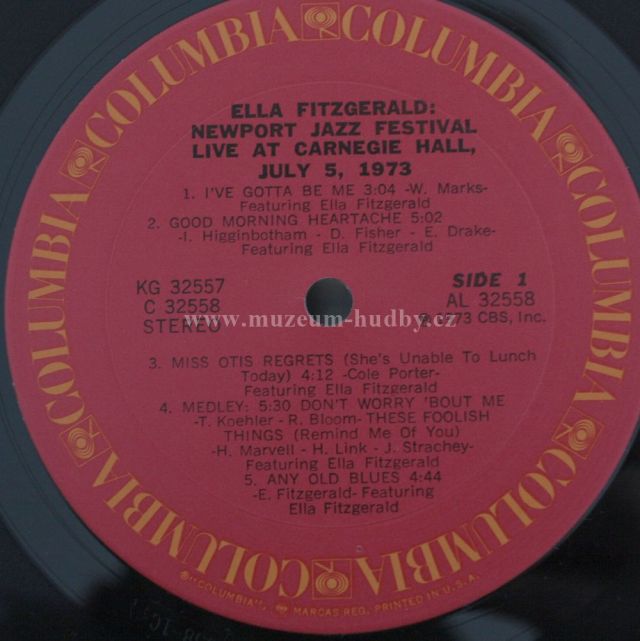 COLUMBIA COLUMBIA COLUMBIA COLUMBIA COLUMBIA COLUMBIA
ELLA FITZGERALD:
NEWPORT JAZZ FESTIVAL
LIVE AT CARNEGIE HALL,
JULY 5, 1973
1. I'VE GOTTA BE ME 3:04 -W. Marks-
Featuring Ella Fitzgerald
2. GOOD MORNING HEARTACHE 5:02
-I. Higginbotham - D. Fisher - E. Drake-
Featuring Ella Fitzgerald
KG 32557
C 32558
STEREO
SIDE 1
AL 32558
℗ 1973 CBS, Inc.
www.muzeum-hudby.cz
3. MISS OTIS REGRETS (She's Unable To Lunch
Today) 4:12 -Cole Porter-
Featuring Ella Fitzgerald
4. MEDLEY: 5:30 DON'T WORRY 'BOUT ME
-T. Koehler - R. Bloom- THESE FOOLISH
THINGS (Remind Me Of You)
-H. Marvell - H. Link - J. Strachey-
Featuring Ella Fitzgerald
5. ANY OLD BLUES 4:44
-E. Fitzgerald- Featuring
Ella Fitzgerald
®"COLUMBIA", MARCAS REG. PRINTED IN U.S.A.